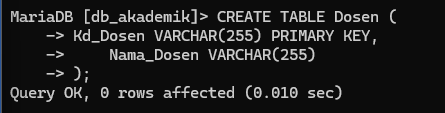 MariaDB [db_akademik]> CREATE TABLE Dosen (
    -> Kd_Dosen VARCHAR(255) PRIMARY KEY,
    ->     Nama_Dosen VARCHAR(255)
    -> );
Query OK, 0 rows affected (0.010 sec)